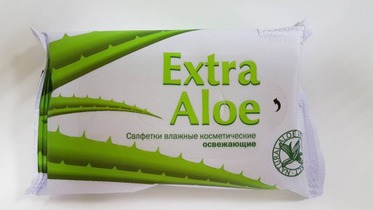 Extra
Aloe
Салфетки влажные косметические
освежающие